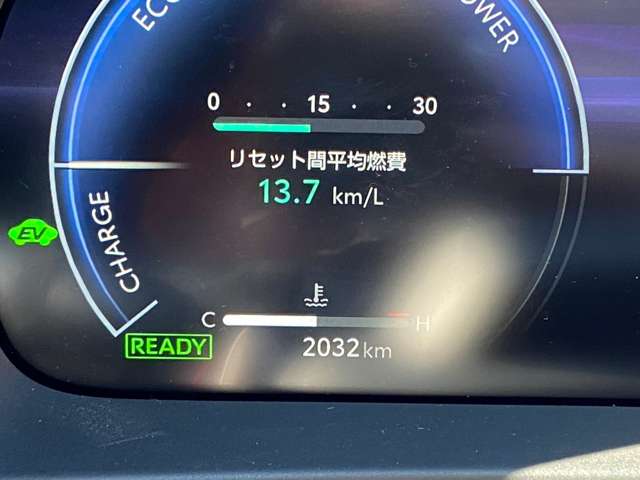 ECO
POWER
0 · · 15 · · 30
リセット間平均燃費
13.7 km/L
EV
CHARGE
C H
READY
2032 km